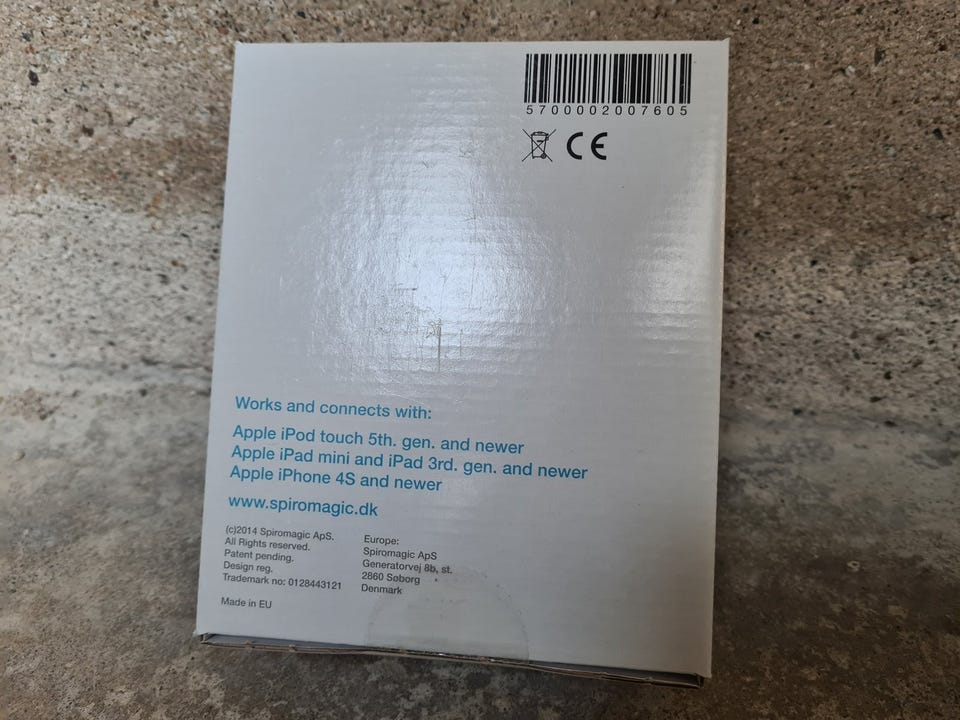 5700002007605
CE
Works and connects with:
Apple iPod touch 5th. gen. and newer
Apple iPad mini and iPad 3rd. gen. and newer
Apple iPhone 4S and newer
www.spiromagic.dk
(c)2014 Spiromagic ApS.
All Rights reserved.
Patent pending.
Design reg.
Trademark no: 0128443121
Made in EU
Europe:
Spiromagic ApS
Generatorvej 8b, st.
2860 Søborg
Denmark